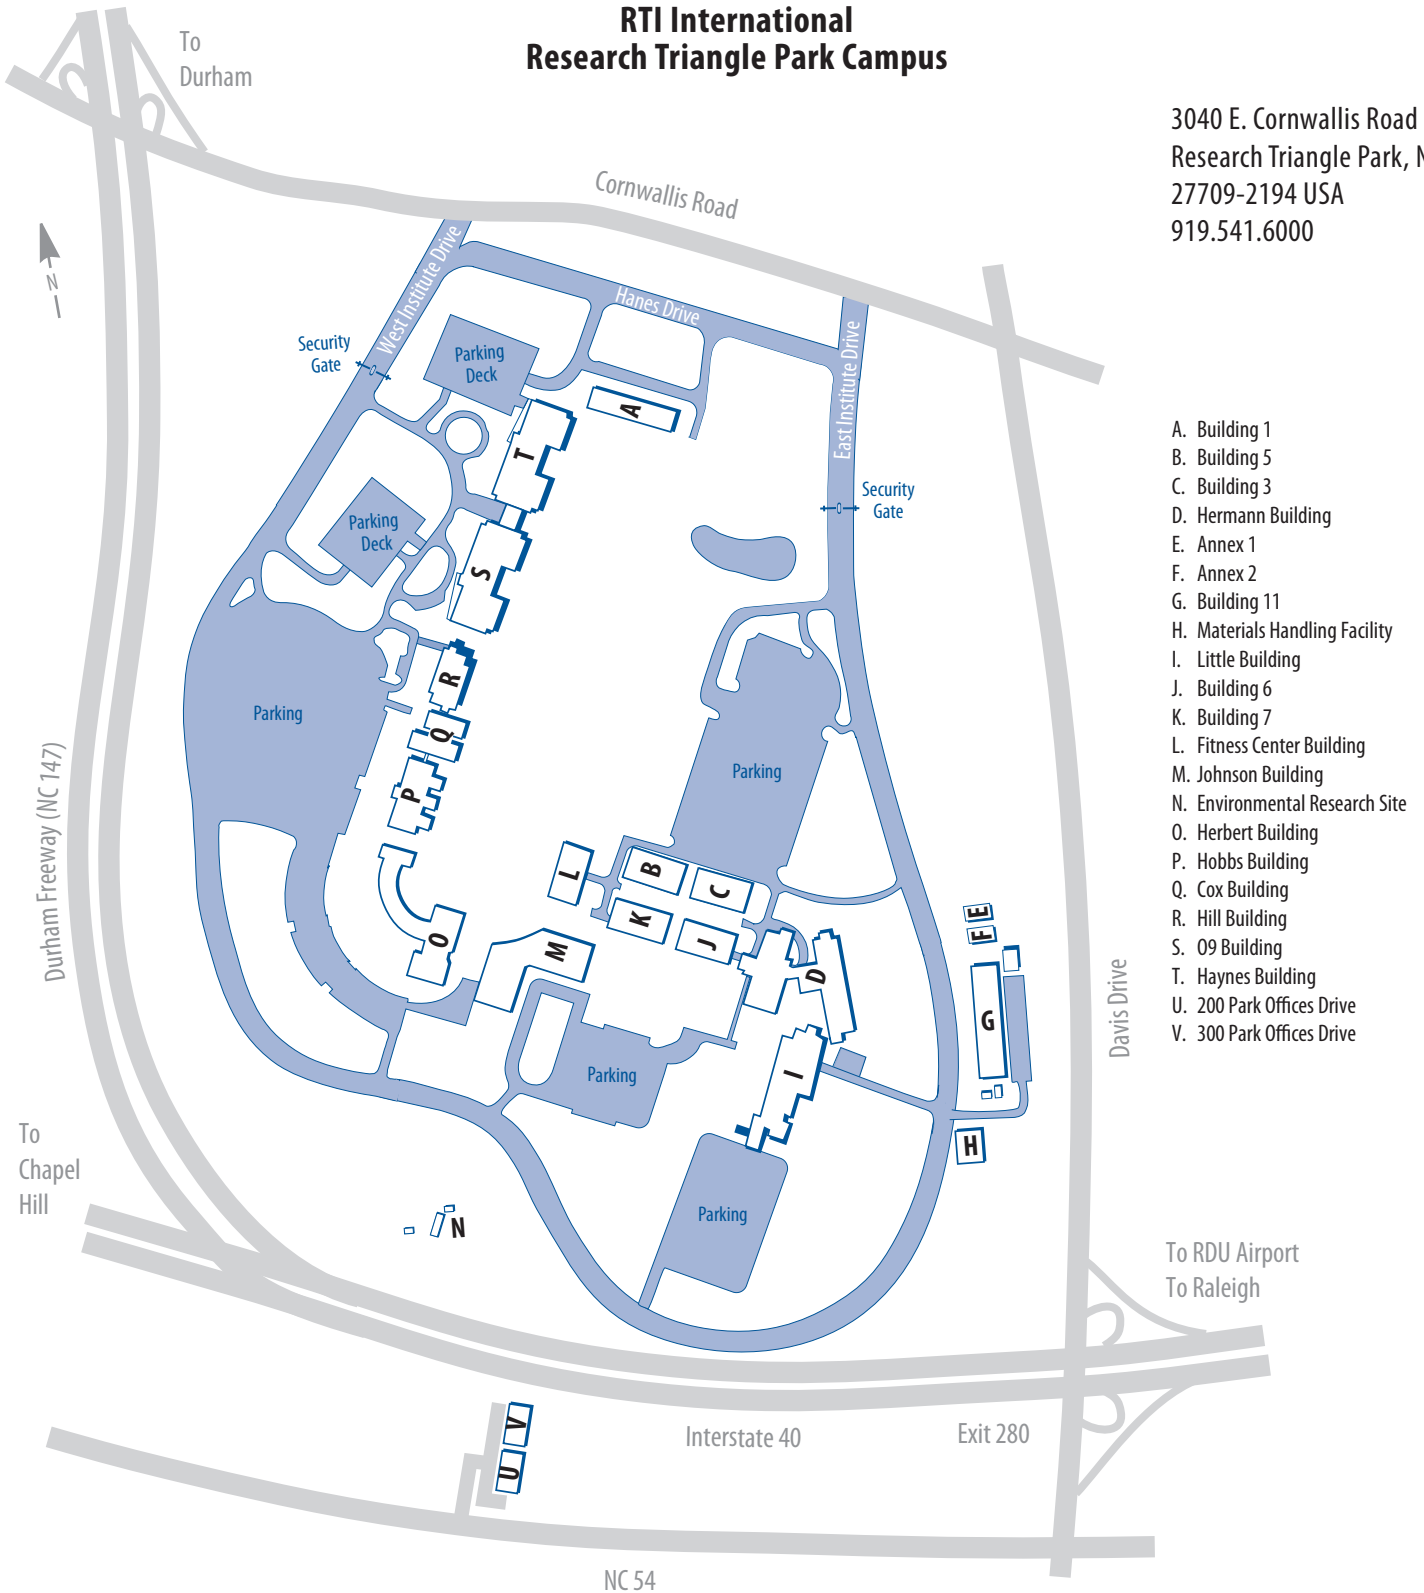 RTI International
Research Triangle Park Campus
3040 E. Cornwallis Road
Research Triangle Park, N
27709-2194 USA
919.541.6000
To
Durham
Cornwallis Road
N
West Institute Drive
Hanes Drive
East Institute Drive
Security
Gate
Parking
Deck
A
T
Security
Gate
Parking
Deck
S
R
Parking
Q
P
Parking
Durham Freeway (NC 147)
L
B
C
K
J
O
M
D
E
F
G
I
H
Parking
Parking
N
Davis Drive
A. Building 1
B. Building 5
C. Building 3
D. Hermann Building
E. Annex 1
F. Annex 2
G. Building 11
H. Materials Handling Facility
I. Little Building
J. Building 6
K. Building 7
L. Fitness Center Building
M. Johnson Building
N. Environmental Research Site
O. Herbert Building
P. Hobbs Building
Q. Cox Building
R. Hill Building
S. 09 Building
T. Haynes Building
U. 200 Park Offices Drive
V. 300 Park Offices Drive
To
Chapel
Hill
To RDU Airport
To Raleigh
V
U
Interstate 40
Exit 280
NC 54